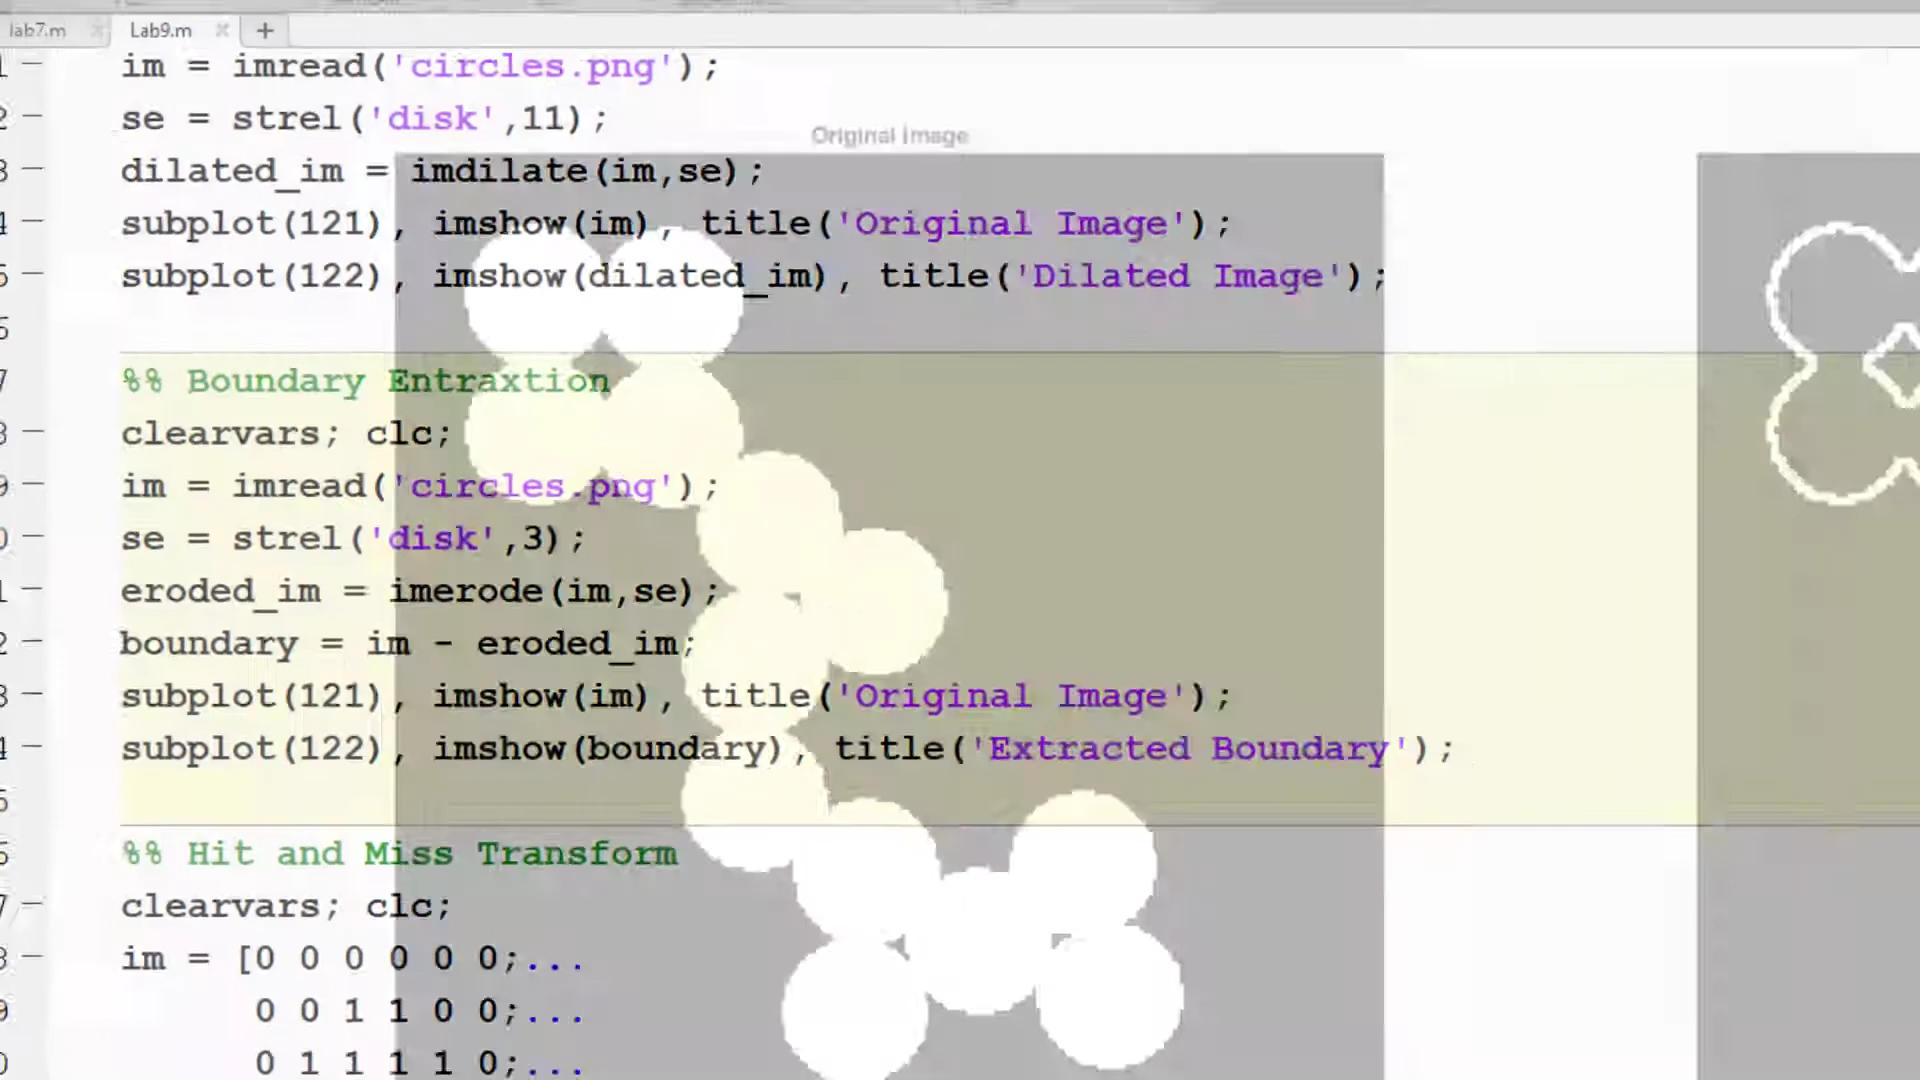 lab7.m Lab9.m +
im = imread('circles.png');
se = strel('disk',11);
Original Image
dilated_im = imdilate(im,se);
subplot(121), imshow(im), title('Original Image');
subplot(122), imshow(dilated_im), title('Dilated Image');
%% Boundary Entraxtion
clearvars; clc;
im = imread('circles.png');
se = strel('disk',3);
eroded_im = imerode(im,se);
boundary = im - eroded_im;
subplot(121), imshow(im), title('Original Image');
subplot(122), imshow(boundary), title('Extracted Boundary');
%% Hit and Miss Transform
clearvars; clc;
im = [0 0 0 0 0 0;...
0 0 1 1 0 0;...
0 1 1 1 1 0;...